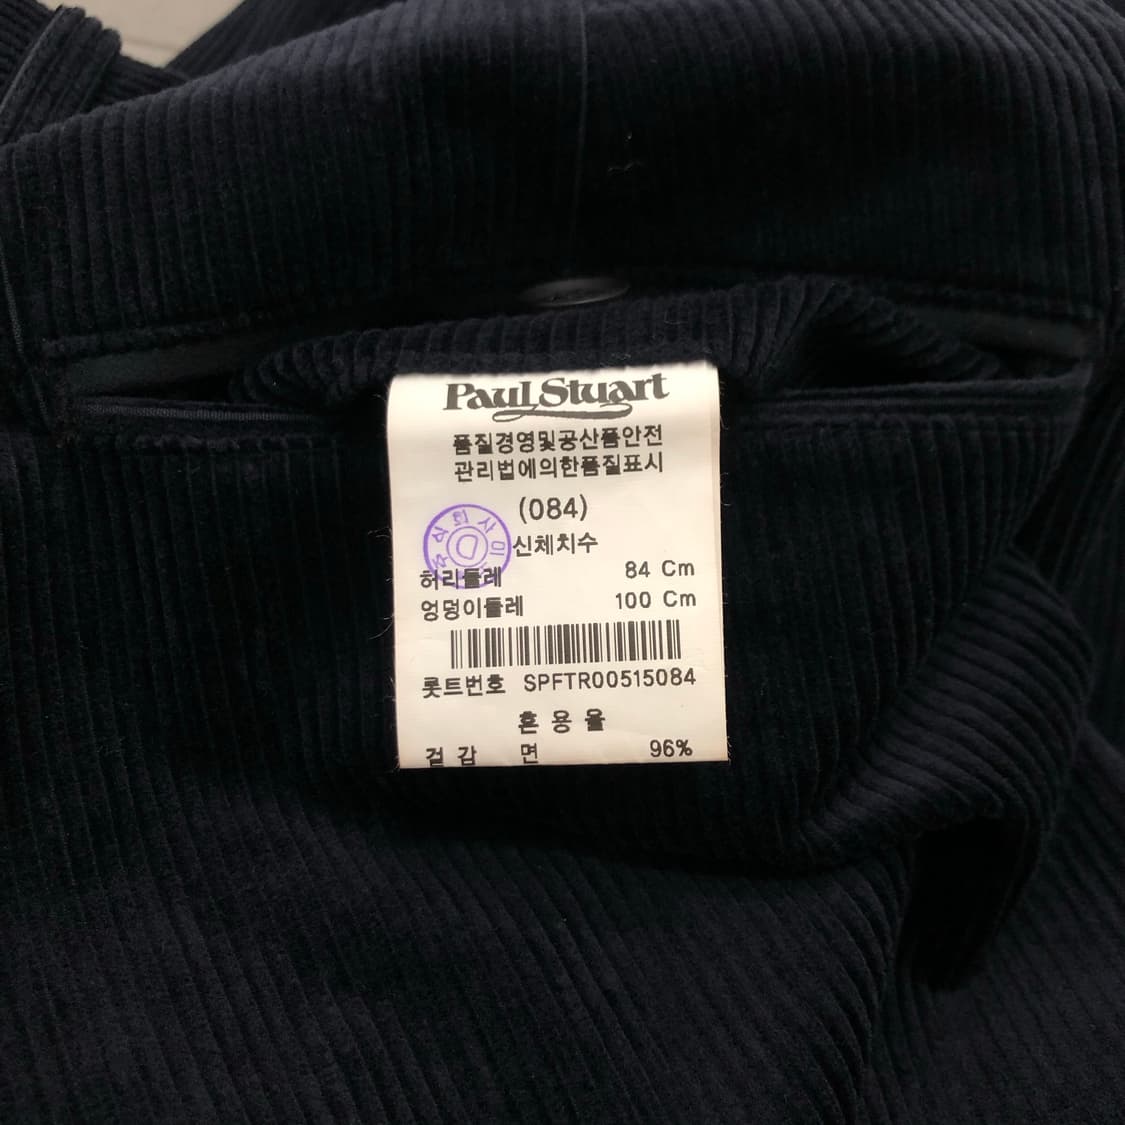 Paul Stuart
품질경영및공산품안전
관리법에의한품질표시
(084)
신체치수
허리둘레 84 Cm
엉덩이둘레 100 Cm
롯트번호 SPFTR00515084
혼 용 율
겉 감 면 96%